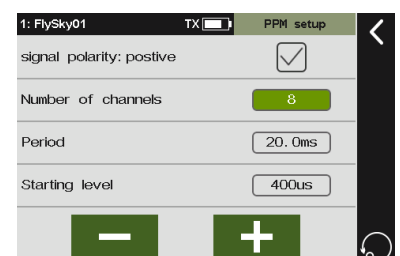 1: FlySky01 TX PPM setup
signal polarity: postive
Number of channels 8
Period 20.0ms
Starting level 400us
− +